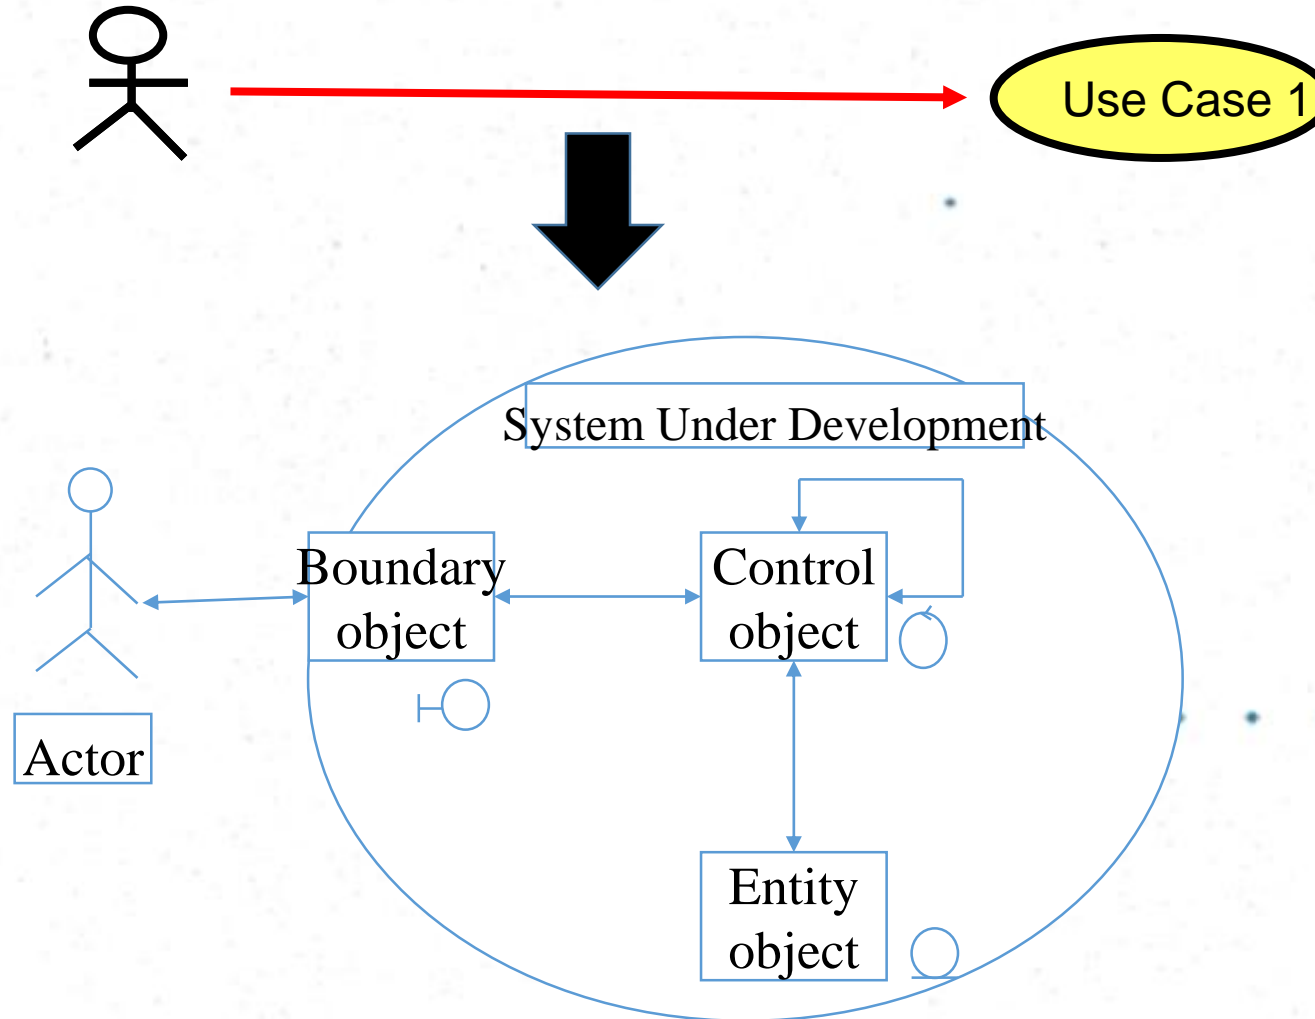 Use Case 1
System Under Development
Boundary
object
Control
object
Actor
Entity
object